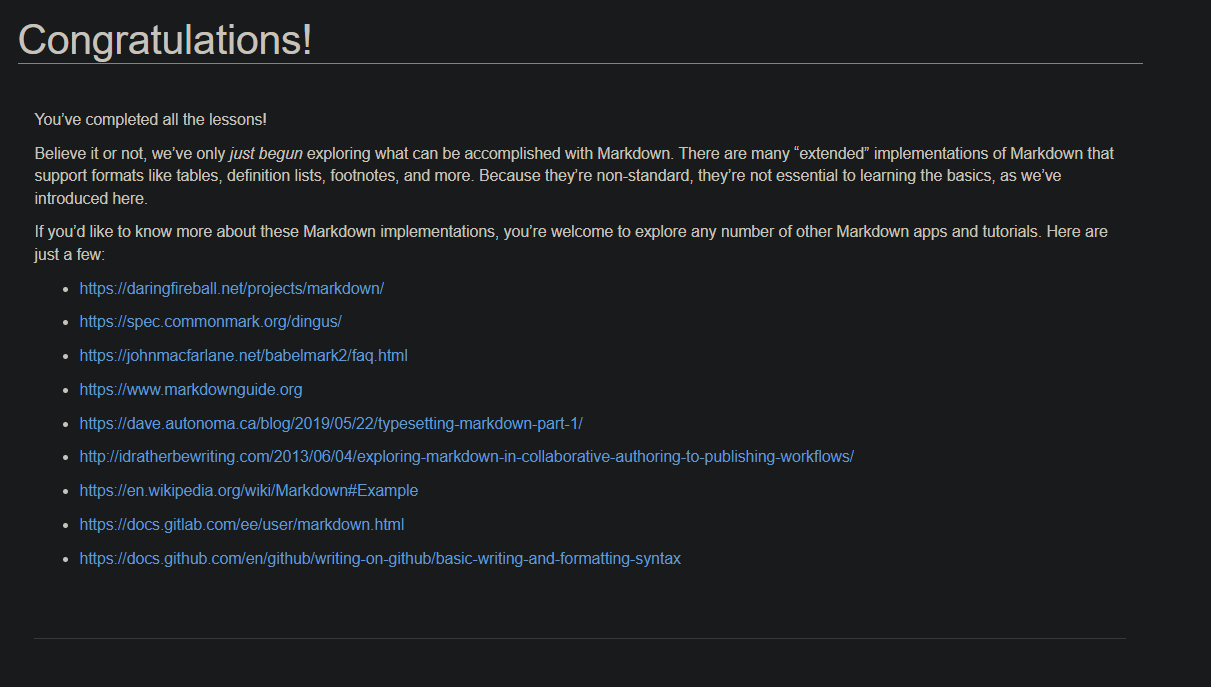 Congratulations!
You’ve completed all the lessons!
Believe it or not, we’ve only just begun exploring what can be accomplished with Markdown. There are many “extended” implementations of Markdown that
support formats like tables, definition lists, footnotes, and more. Because they’re non-standard, they’re not essential to learning the basics, as we’ve
introduced here.
If you’d like to know more about these Markdown implementations, you’re welcome to explore any number of other Markdown apps and tutorials. Here are
just a few:
• https://daringfireball.net/projects/markdown/
• https://spec.commonmark.org/dingus/
• https://johnmacfarlane.net/babelmark2/faq.html
• https://www.markdownguide.org
• https://dave.autonoma.ca/blog/2019/05/22/typesetting-markdown-part-1/
• http://idratherbewriting.com/2013/06/04/exploring-markdown-in-collaborative-authoring-to-publishing-workflows/
• https://en.wikipedia.org/wiki/Markdown#Example
• https://docs.gitlab.com/ee/user/markdown.html
• https://docs.github.com/en/github/writing-on-github/basic-writing-and-formatting-syntax